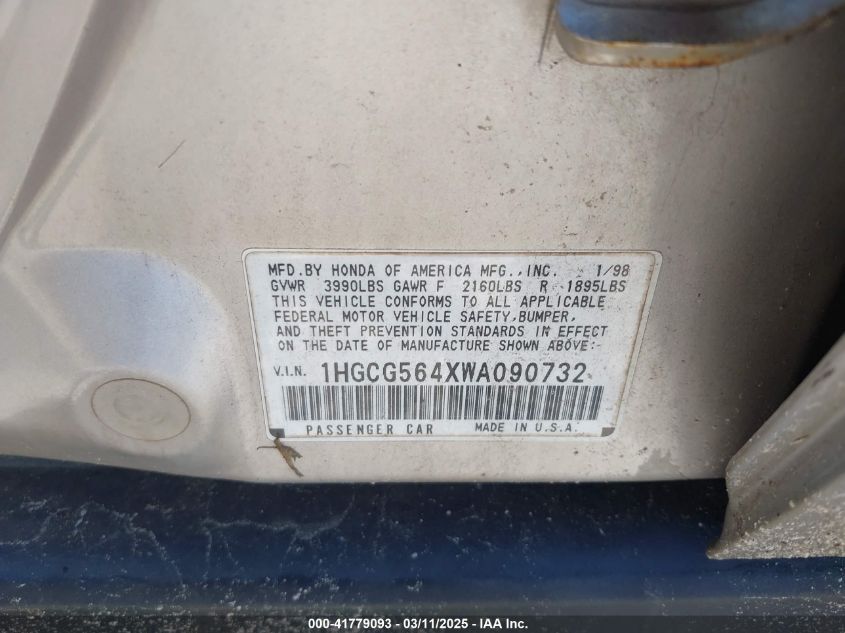 MFD.BY HONDA OF AMERICA MFG.,INC. 1/98
GVWR 3990LBS GAWR F 2160LBS R 1895LBS
THIS VEHICLE CONFORMS TO ALL APPLICABLE
FEDERAL MOTOR VEHICLE SAFETY,BUMPER,
AND THEFT PREVENTION STANDARDS IN EFFECT
ON THE DATE OF MANUFACTURE SHOWN ABOVE:
V.I.N. 1HGCG564XWA090732
PASSENGER CAR MADE IN U.S.A.
000-41779093 - 03/11/2025 - © IAA Holdings, LLC.